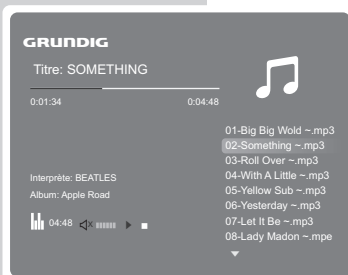 GRUNDIG
Titre: SOMETHING
0:01:34 0:04:48
01-Big Big Wold ~.mp3
02-Something ~.mp3
03-Roll Over ~.mp3
04-With A Little ~.mp3
05-Yellow Sub ~.mp3
06-Yesterday ~.mp3
07-Let It Be ~.mp3
08-Lady Madon ~.mpe
Interprète: BEATLES
Album: Apple Road
04:48